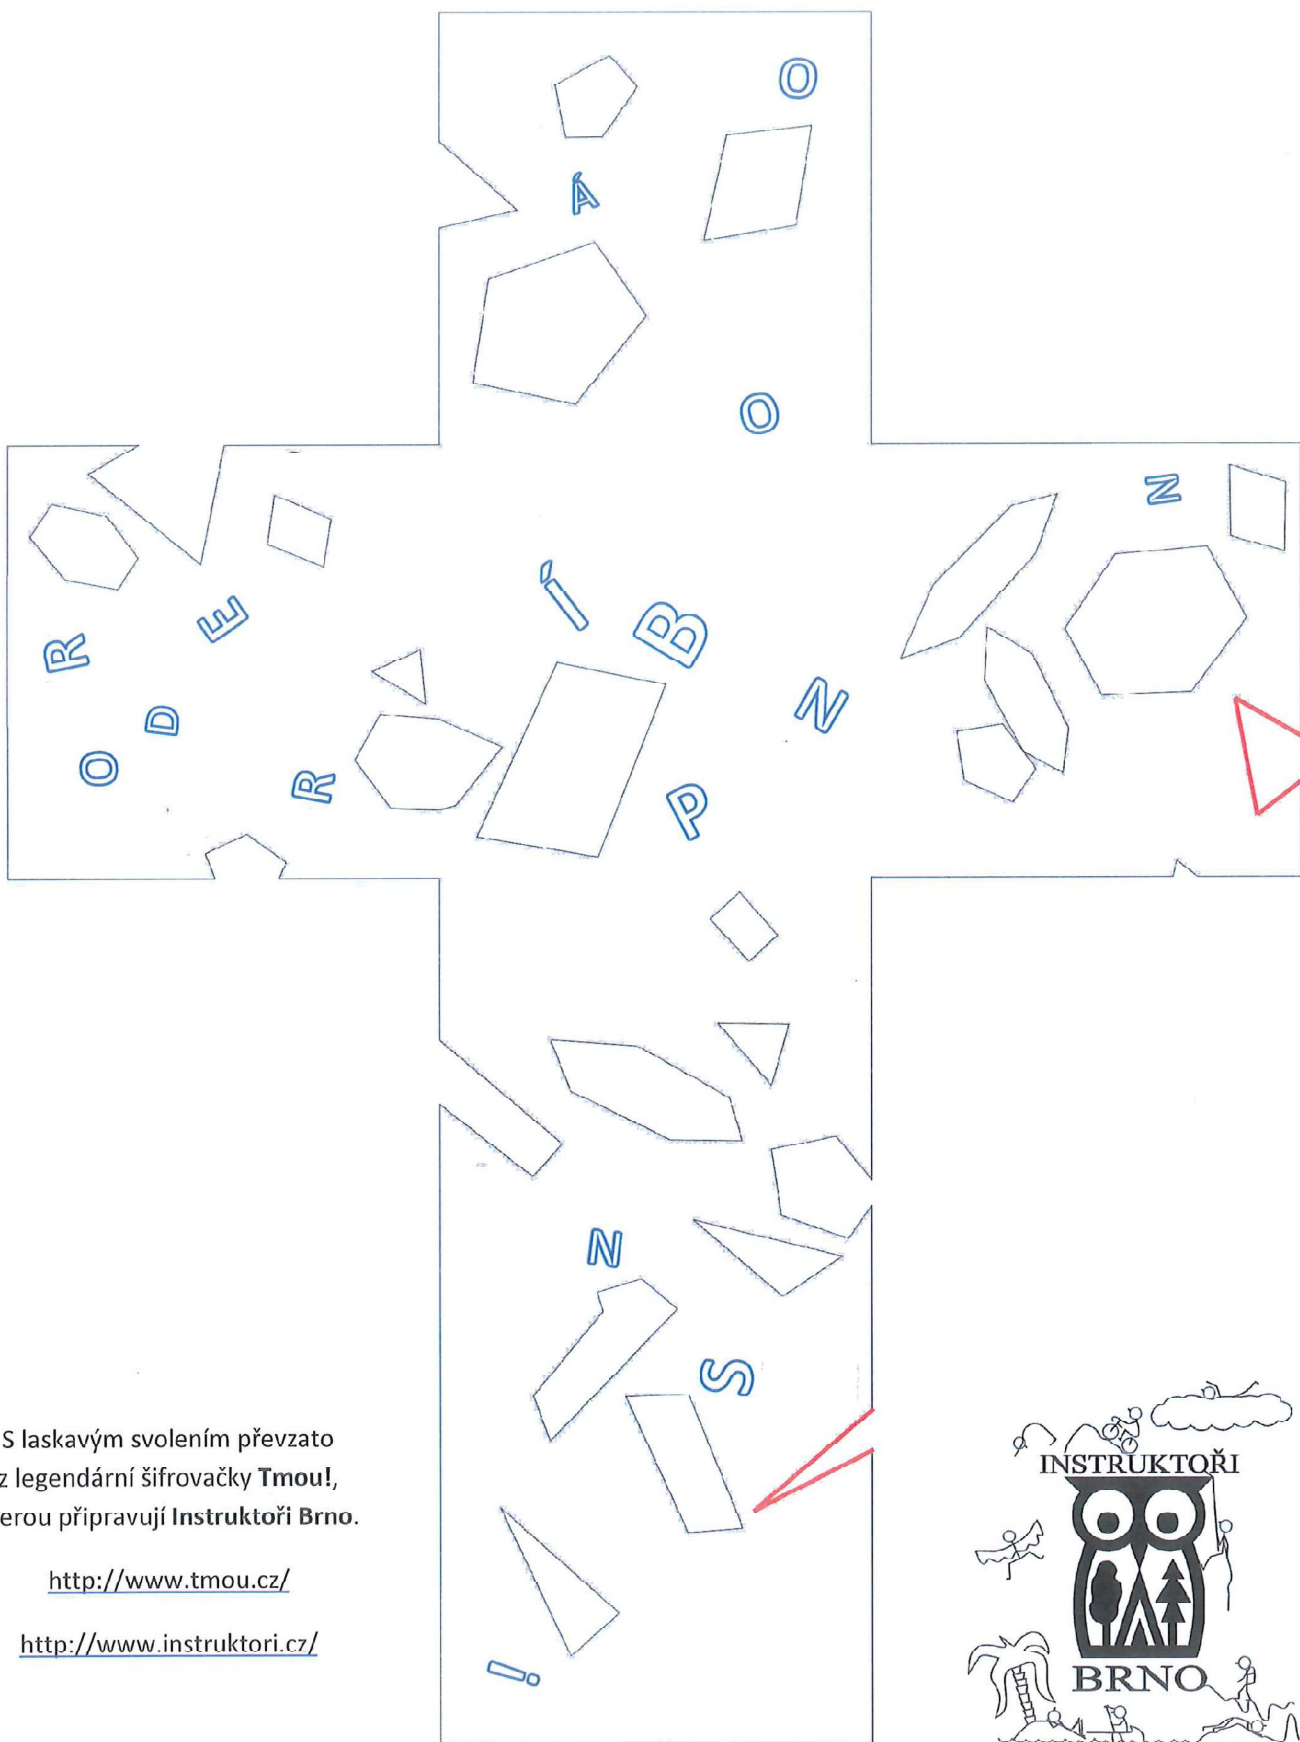 O
Á
O
N
Í
B
E
R
N
D
O
R
P
N
S
!
S laskavým svolením převzato
z legendární šifrovačky Tmou!,
erou připravují Instruktoři Brno.
http://www.tmou.cz/
http://www.instruktori.cz/
INSTRUKTOŘI
BRNO